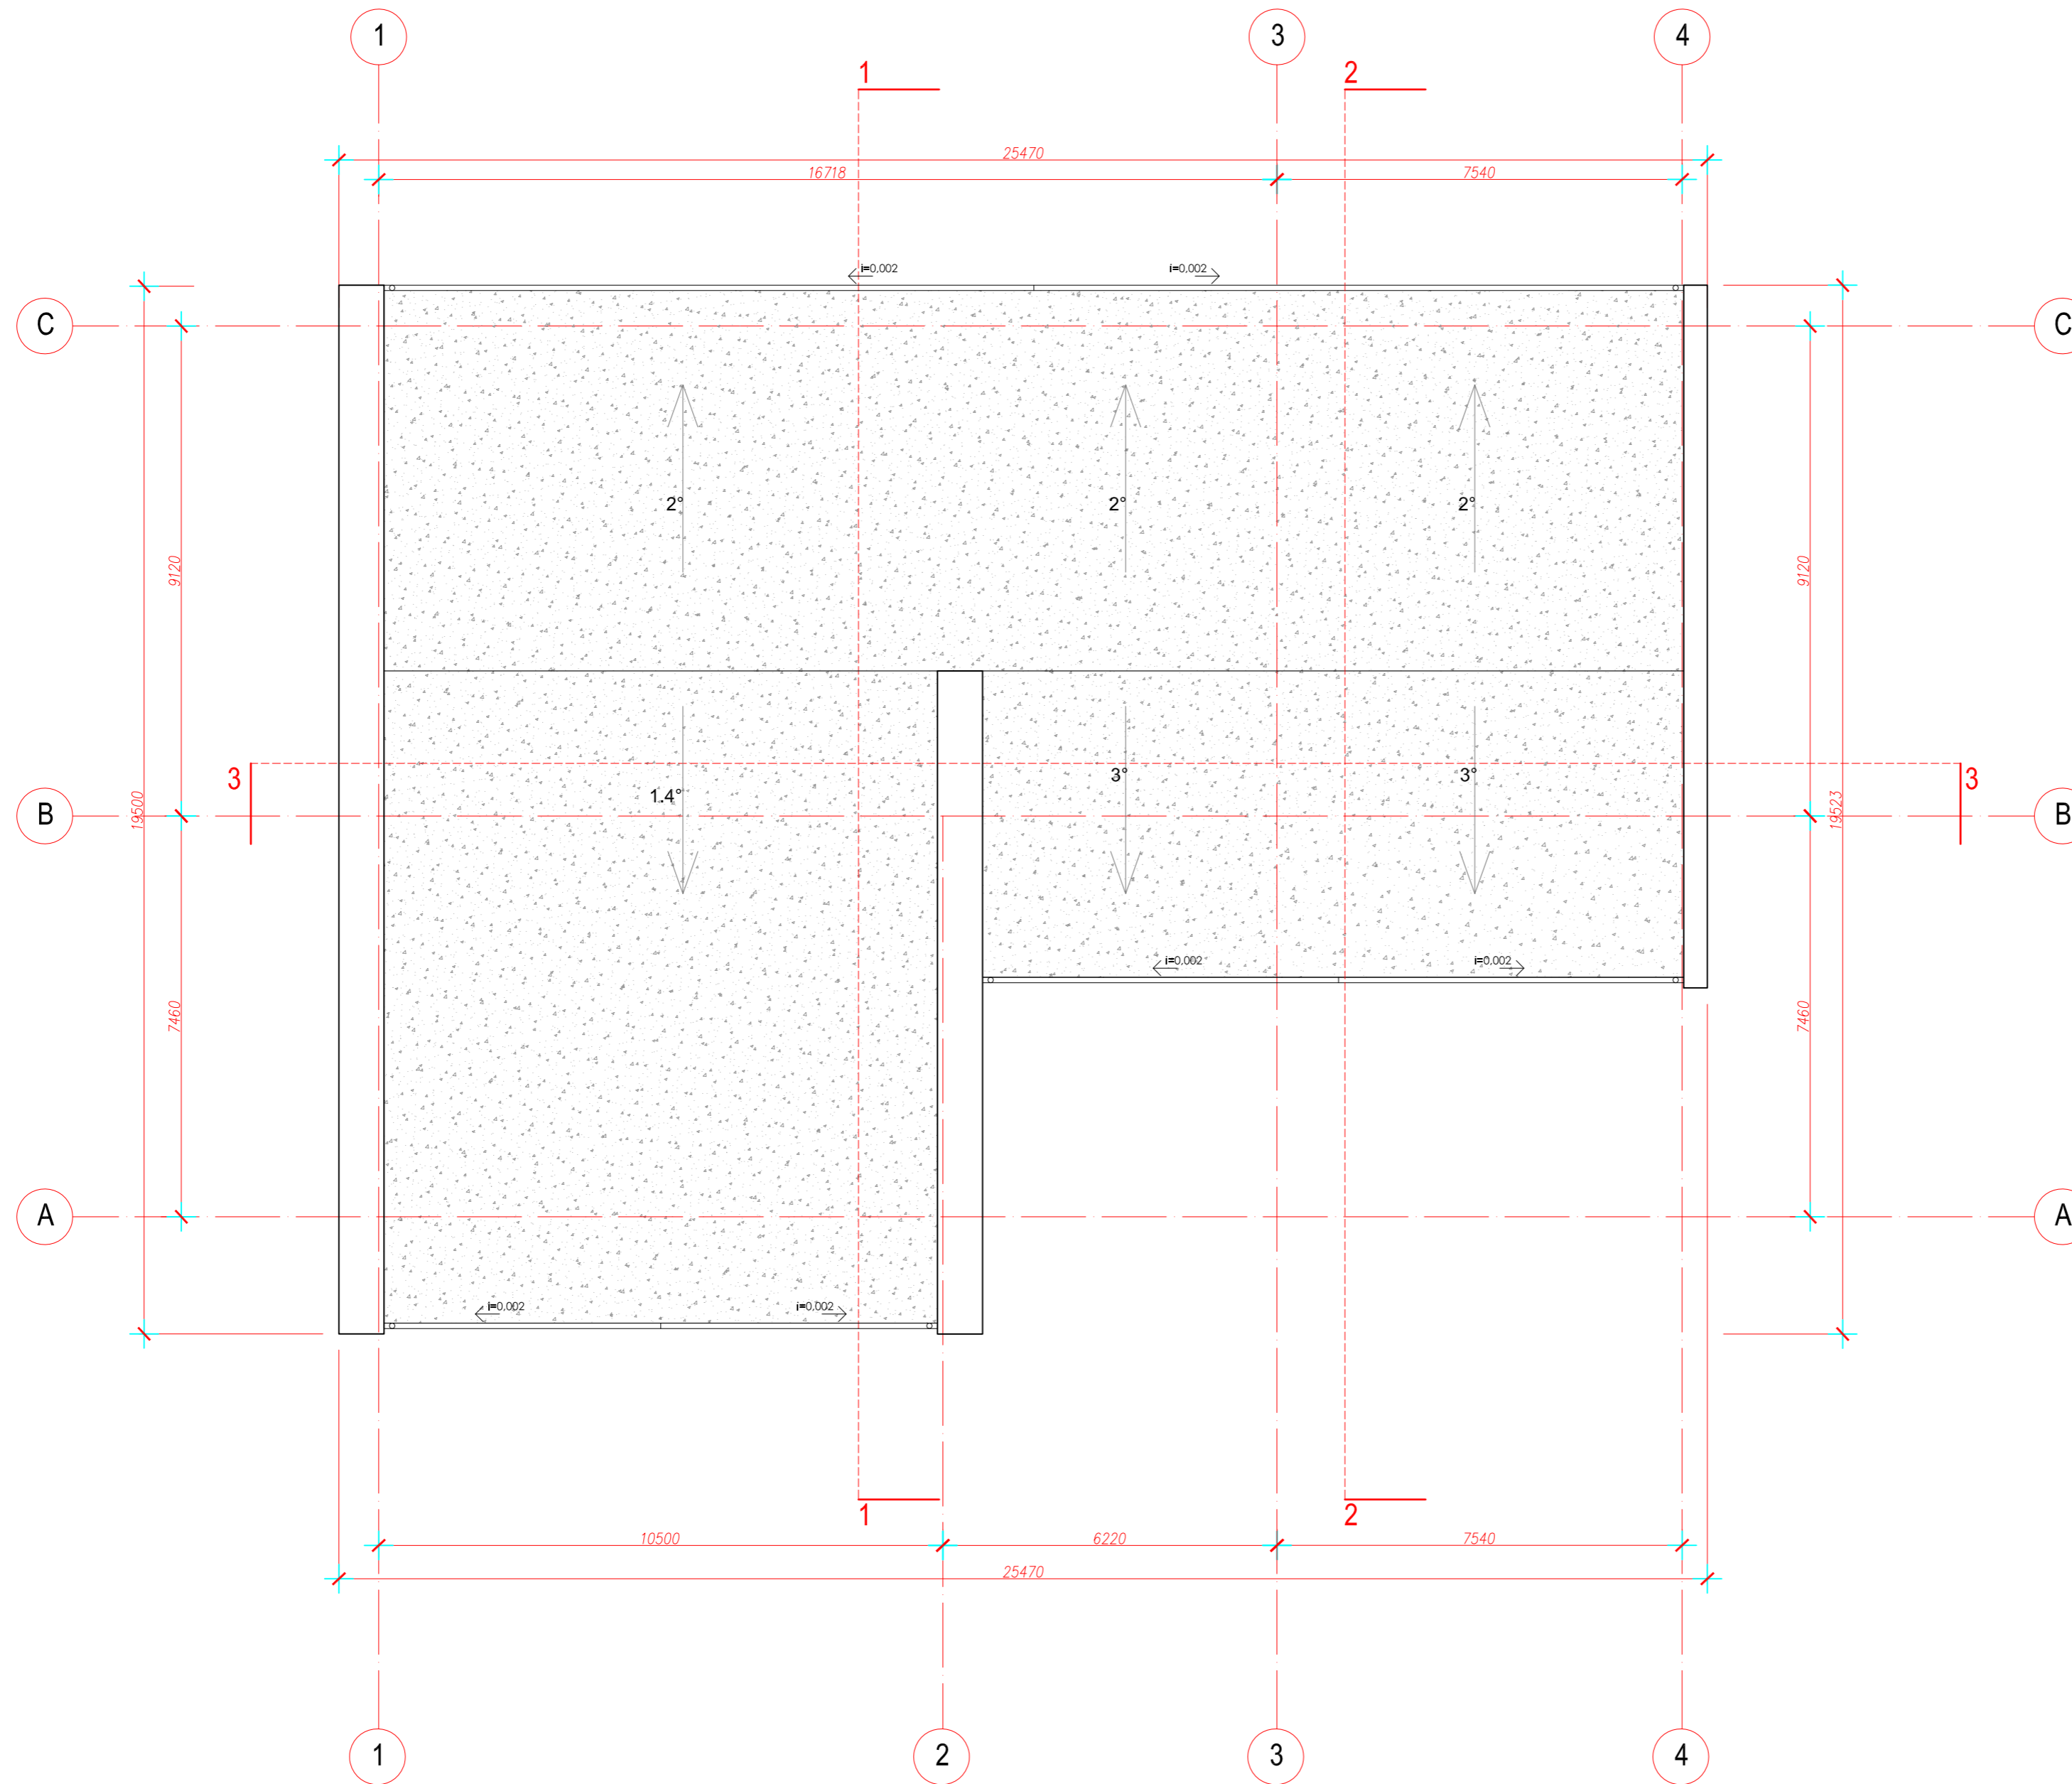 1 3 4
1 2
25470
16718 7540
i=0,002 i=0,002
C C
2° 2° 2°
9120 9120
3 3° 3° 3
1.4°
19500 19523
B B
i=0,002 i=0,002
7460 7460
A A
i=0,002 i=0,002
1 2
10500 6220 7540
25470
1 2 3 4